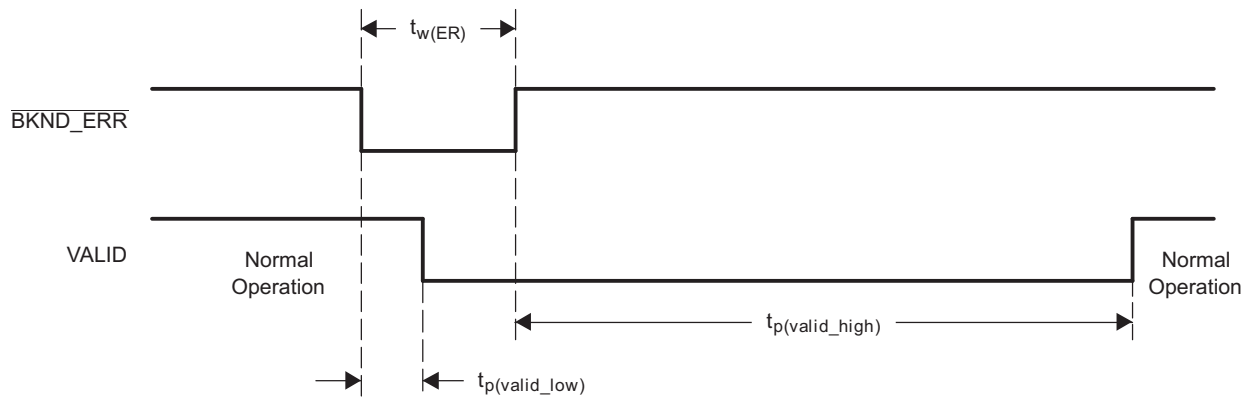 tw(ER)
BKND_ERR
VALID
Normal
Operation
Normal
Operation
tp(valid_high)
tp(valid_low)